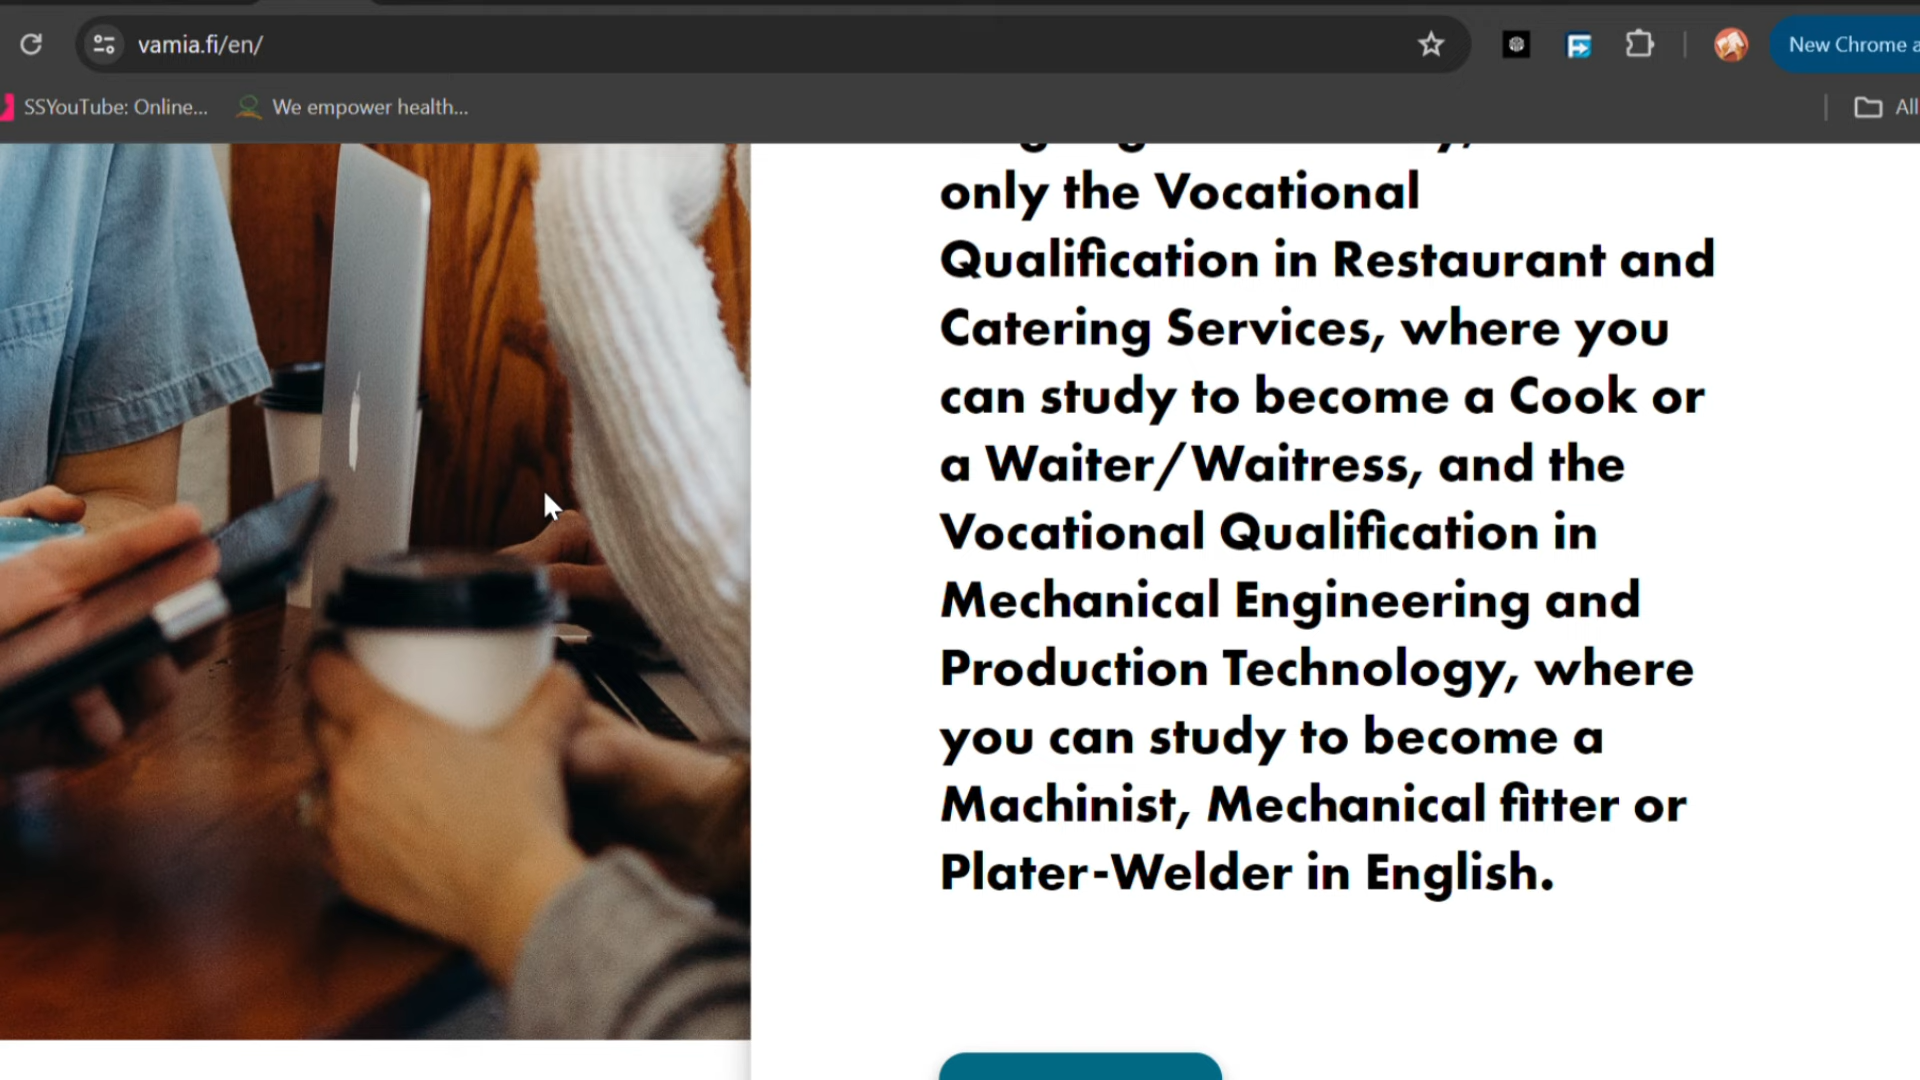 vamia.fi/en/
New Chrome a
SSYouTube: Online...
We empower health...
All
only the Vocational
Qualification in Restaurant and
Catering Services, where you
can study to become a Cook or
a Waiter/Waitress, and the
Vocational Qualification in
Mechanical Engineering and
Production Technology, where
you can study to become a
Machinist, Mechanical fitter or
Plater-Welder in English.